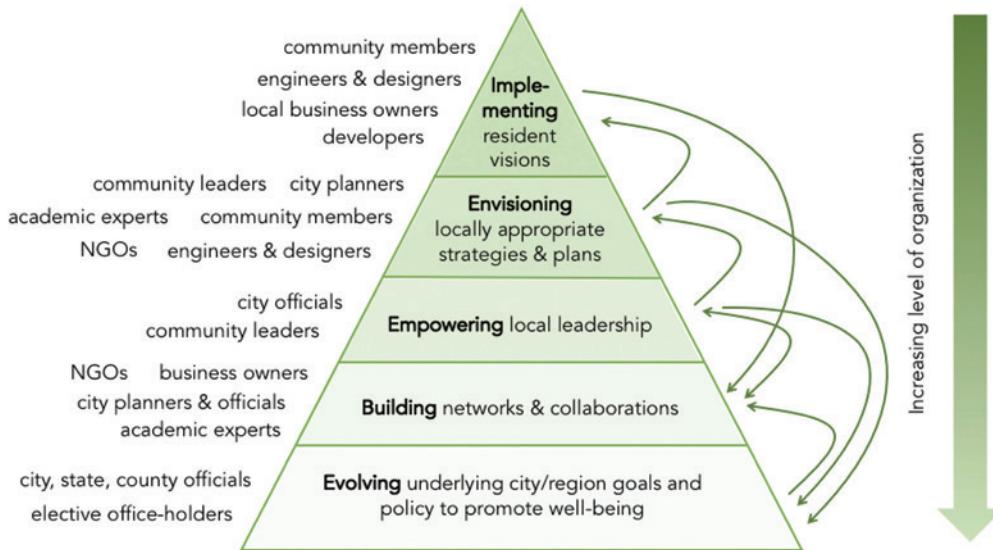 community members
engineers & designers
local business owners
developers
Imple-
menting
resident
visions
community leaders city planners
academic experts community members
NGOs engineers & designers
Envisioning
locally appropriate
strategies & plans
city officials
community leaders
Empowering local leadership
NGOs business owners
city planners & officials
academic experts
Building networks & collaborations
city, state, county officials
elective office-holders
Evolving underlying city/region goals and
policy to promote well-being
Increasing level of organization